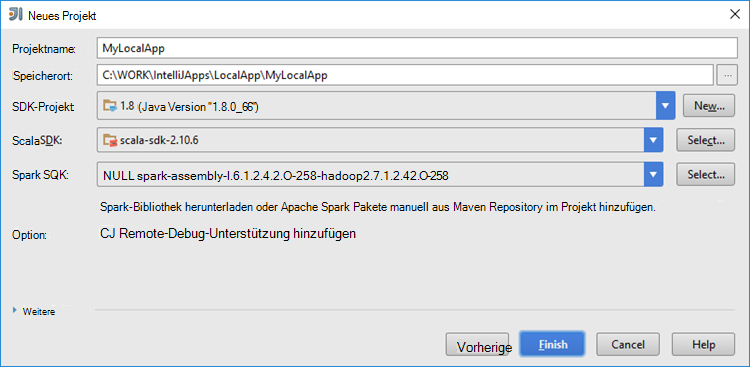 Neues Projekt
Projektname: MyLocalApp
Speicherort: C:\WORK\IntelliJApps\LocalApp\MyLocalApp ...
SDK-Projekt: 1.8 (Java Version "1.8.0_66") New...
ScalaSDK: scala-sdk-2.10.6 Select...
Spark SQK: NULL spark-assembly-l.6.1.2.4.2.O-258-hadoop2.7.1.2.42.O-258 Select...
Spark-Bibliothek herunterladen oder Apache Spark Pakete manuell aus Maven Repository im Projekt hinzufügen.
Option: CJ Remote-Debug-Unterstützung hinzufügen
Weitere
Vorherige Finish Cancel Help